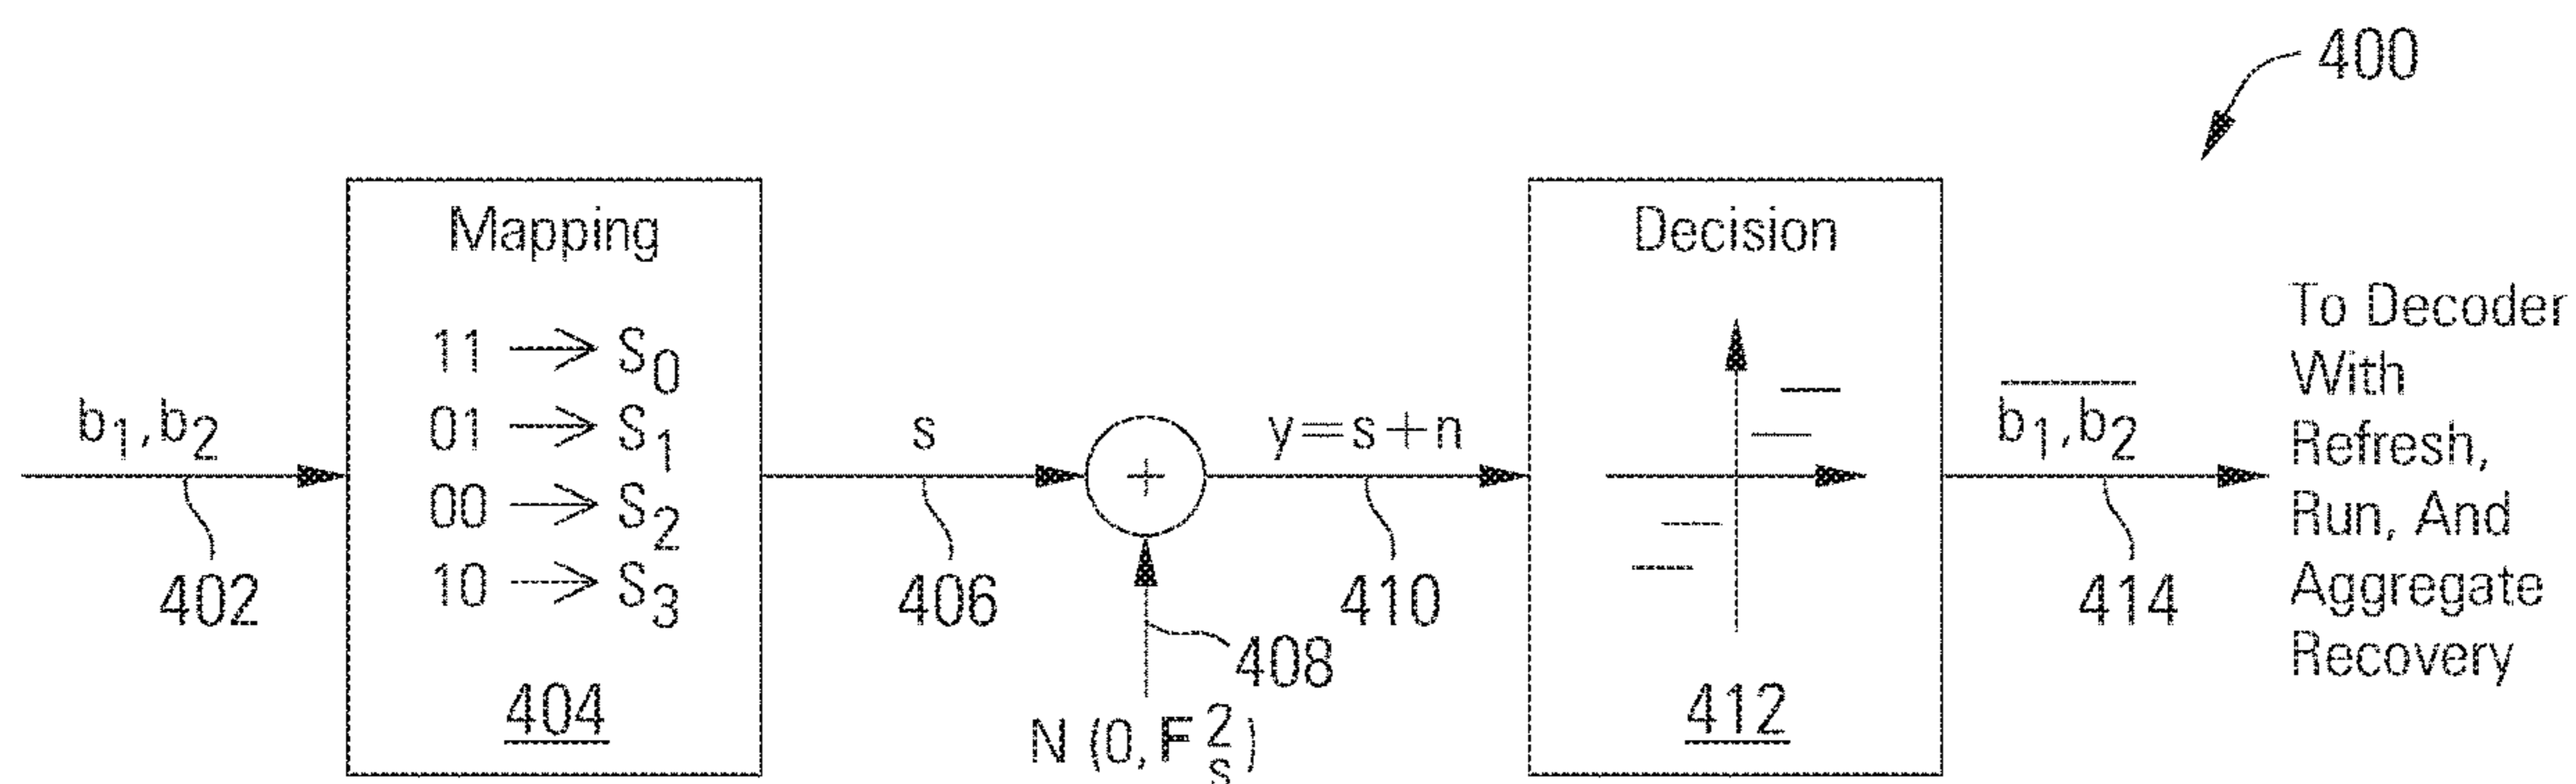 400
Mapping
11 → S0
01 → S1
00 → S2
10 → S3
404
b1,b2
402
s
406
+
408
N (0, F 2 s)
y=s+n
410
Decision
412
b1,b2
414
To Decoder
With
Refresh,
Run, And
Aggregate
Recovery